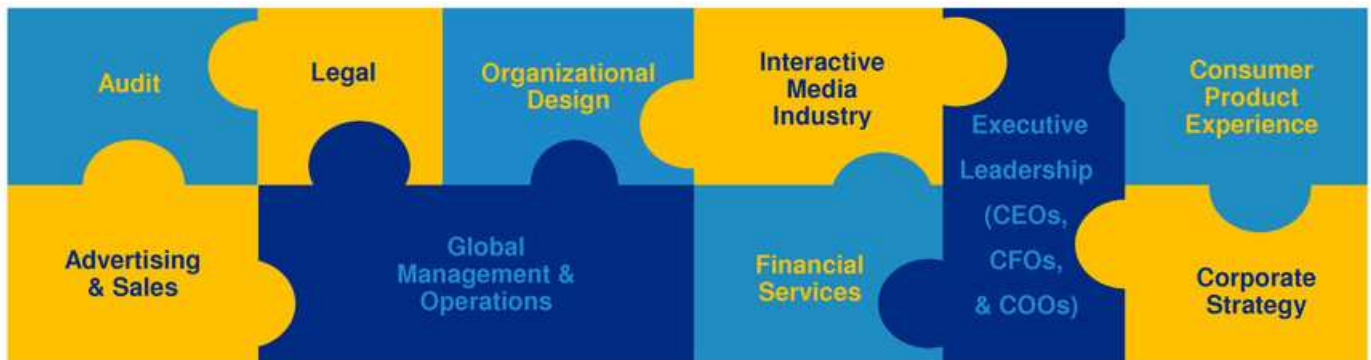 Audit
Legal
Organizational
Design
Interactive
Media
Industry
Executive
Leadership
(CEOs,
CFOs,
& COOs)
Consumer
Product
Experience
Advertising
& Sales
Global
Management &
Operations
Financial
Services
Corporate
Strategy